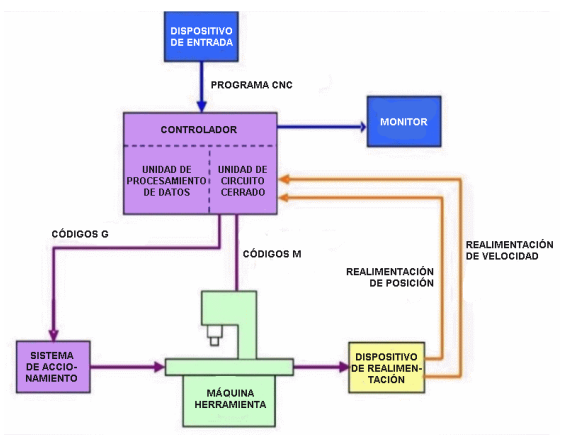 DISPOSITIVO
DE ENTRADA
PROGRAMA CNC
CONTROLADOR
MONITOR
UNIDAD DE
PROCESAMIENTO
DE DATOS
UNIDAD DE
CIRCUITO
CERRADO
CÓDIGOS G
CÓDIGOS M
REALIMENTACIÓN
DE VELOCIDAD
REALIMENTACIÓN
DE POSICIÓN
SISTEMA
DE ACCIO-
NAMIENTO
MÁQUINA
HERRAMIENTA
DISPOSITIVO
DE REALIMEN-
TACIÓN